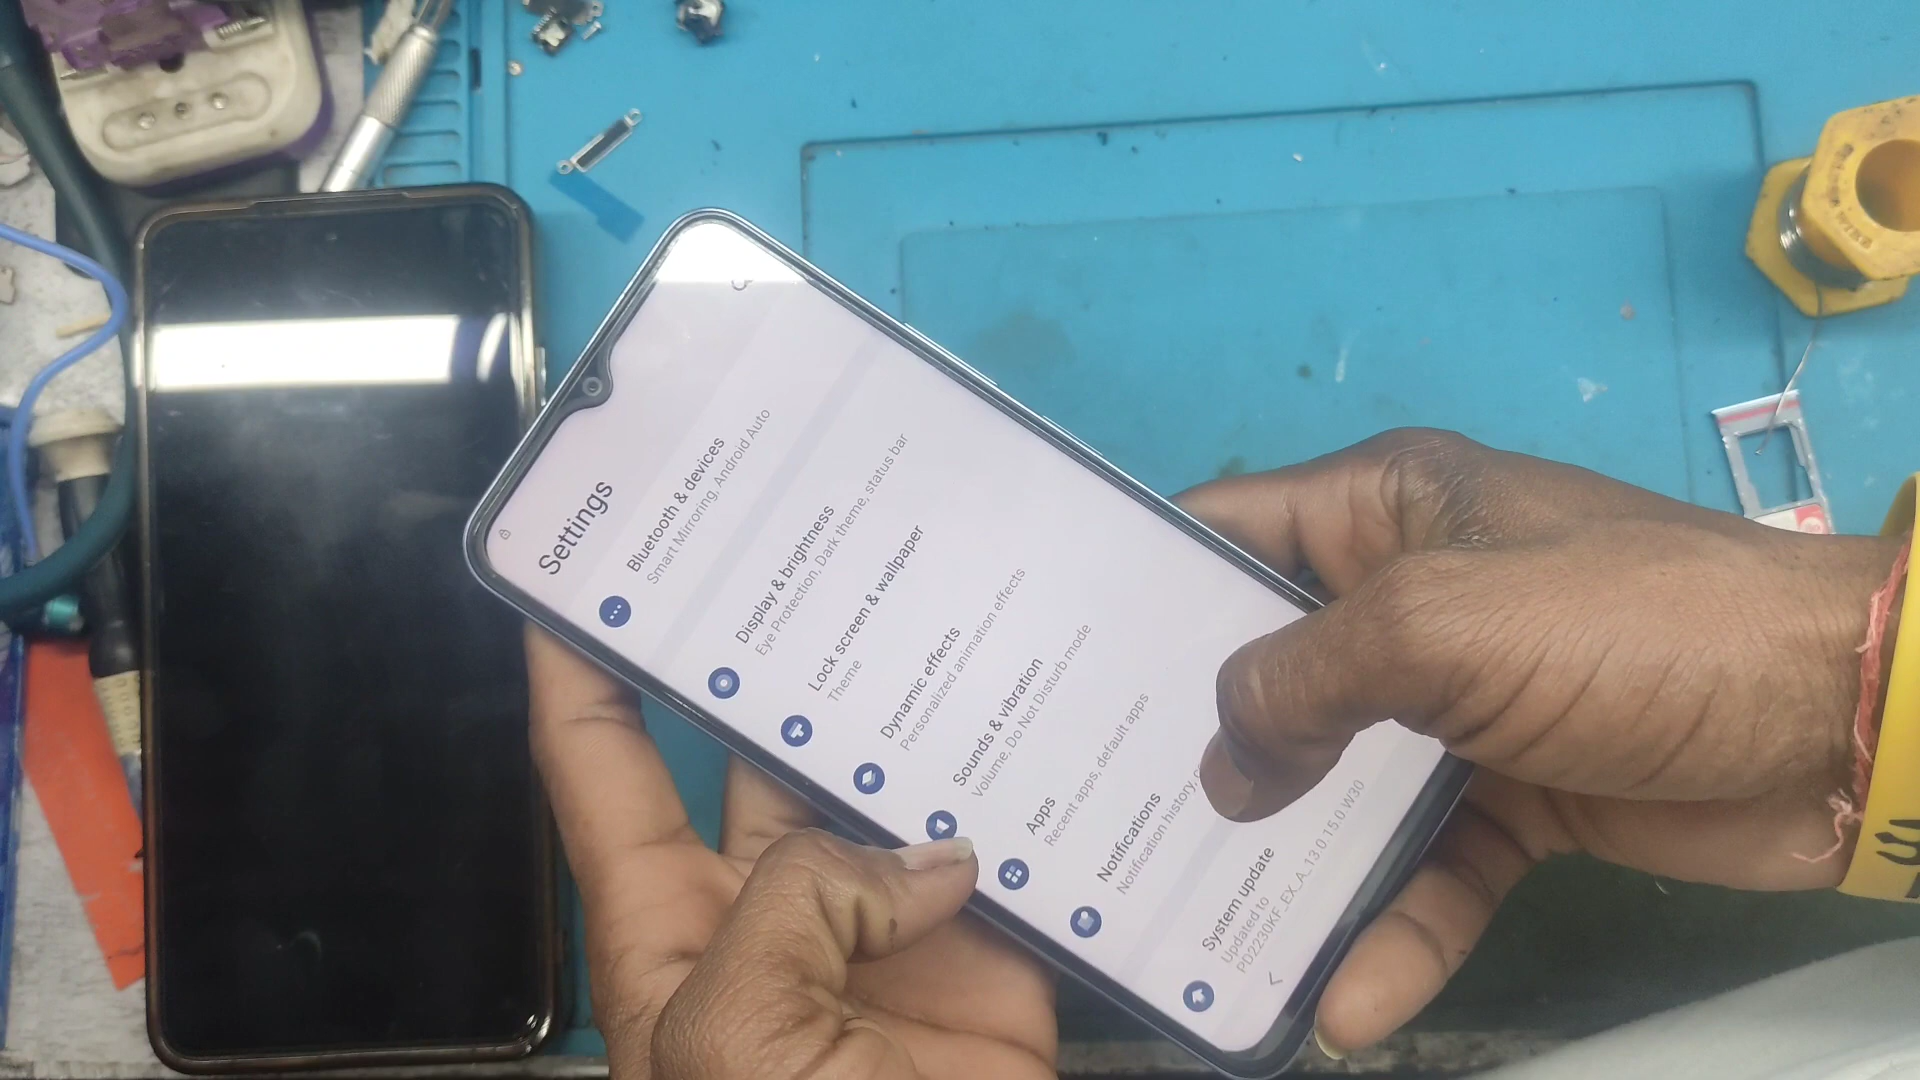 Settings
Bluetooth & devices
Smart Mirroring, Android Auto
Display & brightness
Eye Protection, Dark theme, status bar
Lock screen & wallpaper
Theme
Dynamic effects
Personalized animation effects
Sounds & vibration
Volume, Do Not Disturb mode
Apps
Recent apps, default apps
Notifications
Notification history,
System update
Updated to
PD2230KF_EX_A_13.0.15.0.W30